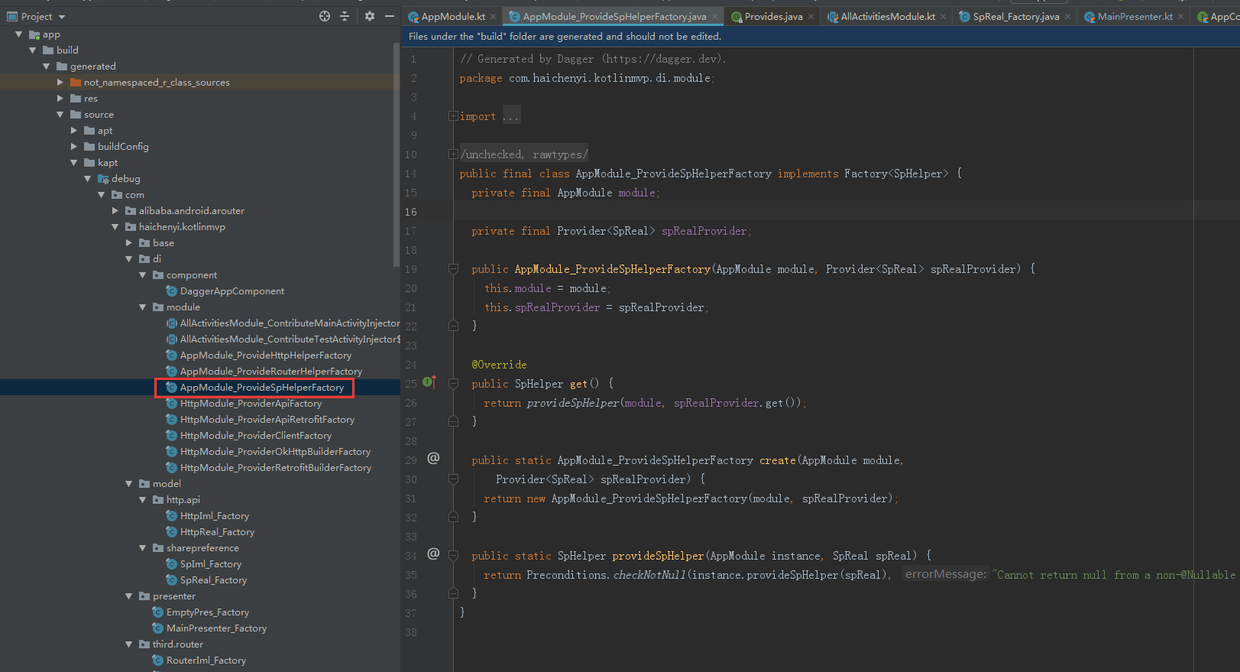 Project
app
build
generated
not_namespaced_r_class_sources
res
source
apt
buildConfig
kapt
debug
com
alibaba.android.arouter
haichenyi.kotlinmvp
base
di
component
DaggerAppComponent
module
AllActivitiesModule_ContributeMainActivityInjector
AllActivitiesModule_ContributeTestActivityInjector$
AppModule_ProvideHttpHelperFactory
AppModule_ProvideRouterHelperFactory
AppModule_ProvideSpHelperFactory
HttpModule_ProviderApiFactory
HttpModule_ProviderApiRetrofitFactory
HttpModule_ProviderClientFactory
HttpModule_ProviderOkHttpBuilderFactory
HttpModule_ProviderRetrofitBuilderFactory
model
http.api
HttpIml_Factory
HttpReal_Factory
sharepreference
SpIml_Factory
SpReal_Factory
presenter
EmptyPres_Factory
MainPresenter_Factory
third.router
RouterIml_Factory
AppModule.kt × AppModule_ProvideSpHelperFactory.java × Provides.java × AllActivitiesModule.kt × SpReal_Factory.java × MainPresenter.kt × AppCo
Files under the "build" folder are generated and should not be edited.
1 // Generated by Dagger (https://dagger.dev).
2 package com.haichenyi.kotlinmvp.di.module;
3
4 import ...
9
10 /unchecked, rawtypes/
14 public final class AppModule_ProvideSpHelperFactory implements Factory<SpHelper> {
15 private final AppModule module;
16
17 private final Provider<SpReal> spRealProvider;
18
19 public AppModule_ProvideSpHelperFactory(AppModule module, Provider<SpReal> spRealProvider) {
20 this.module = module;
21 this.spRealProvider = spRealProvider;
22 }
23
24 @Override
25 public SpHelper get() {
26 return provideSpHelper(module, spRealProvider.get());
27 }
28
29 @ public static AppModule_ProvideSpHelperFactory create(AppModule module,
30 Provider<SpReal> spRealProvider) {
31 return new AppModule_ProvideSpHelperFactory(module, spRealProvider);
32 }
33
34 @ public static SpHelper provideSpHelper(AppModule instance, SpReal spReal) {
35 return Preconditions.checkNotNull(instance.provideSpHelper(spReal), errorMessage: "Cannot return null from a non-@Nullable
36 }
37 }
38